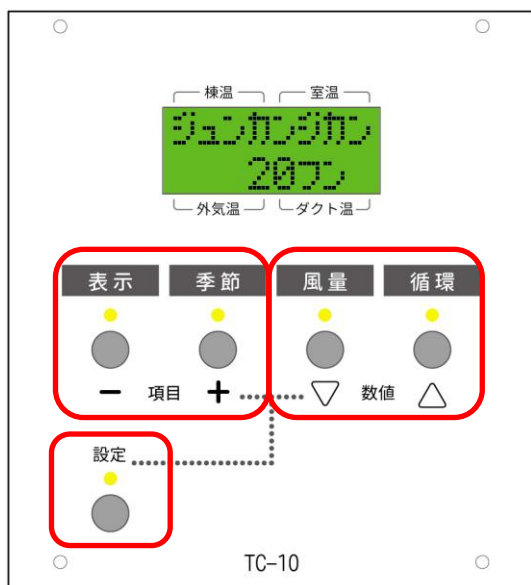 棟温 室温
ジュンカンジカン
20フン
外気温 ダクト温
表示 季節 風量 循環
− 項目 + ▽ 数値 △
設定
TC-10